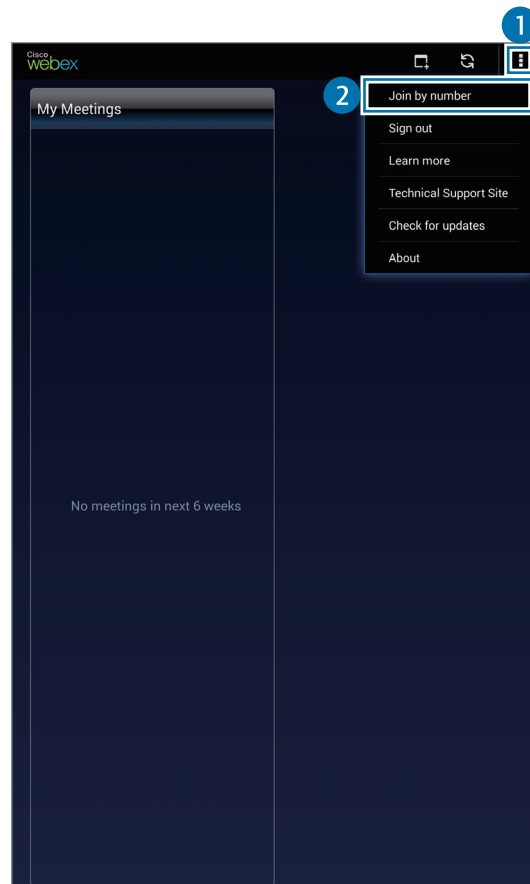 1
Cisco
webex
2
Join by number
My Meetings
Sign out
Learn more
Technical Support Site
Check for updates
About
No meetings in next 6 weeks